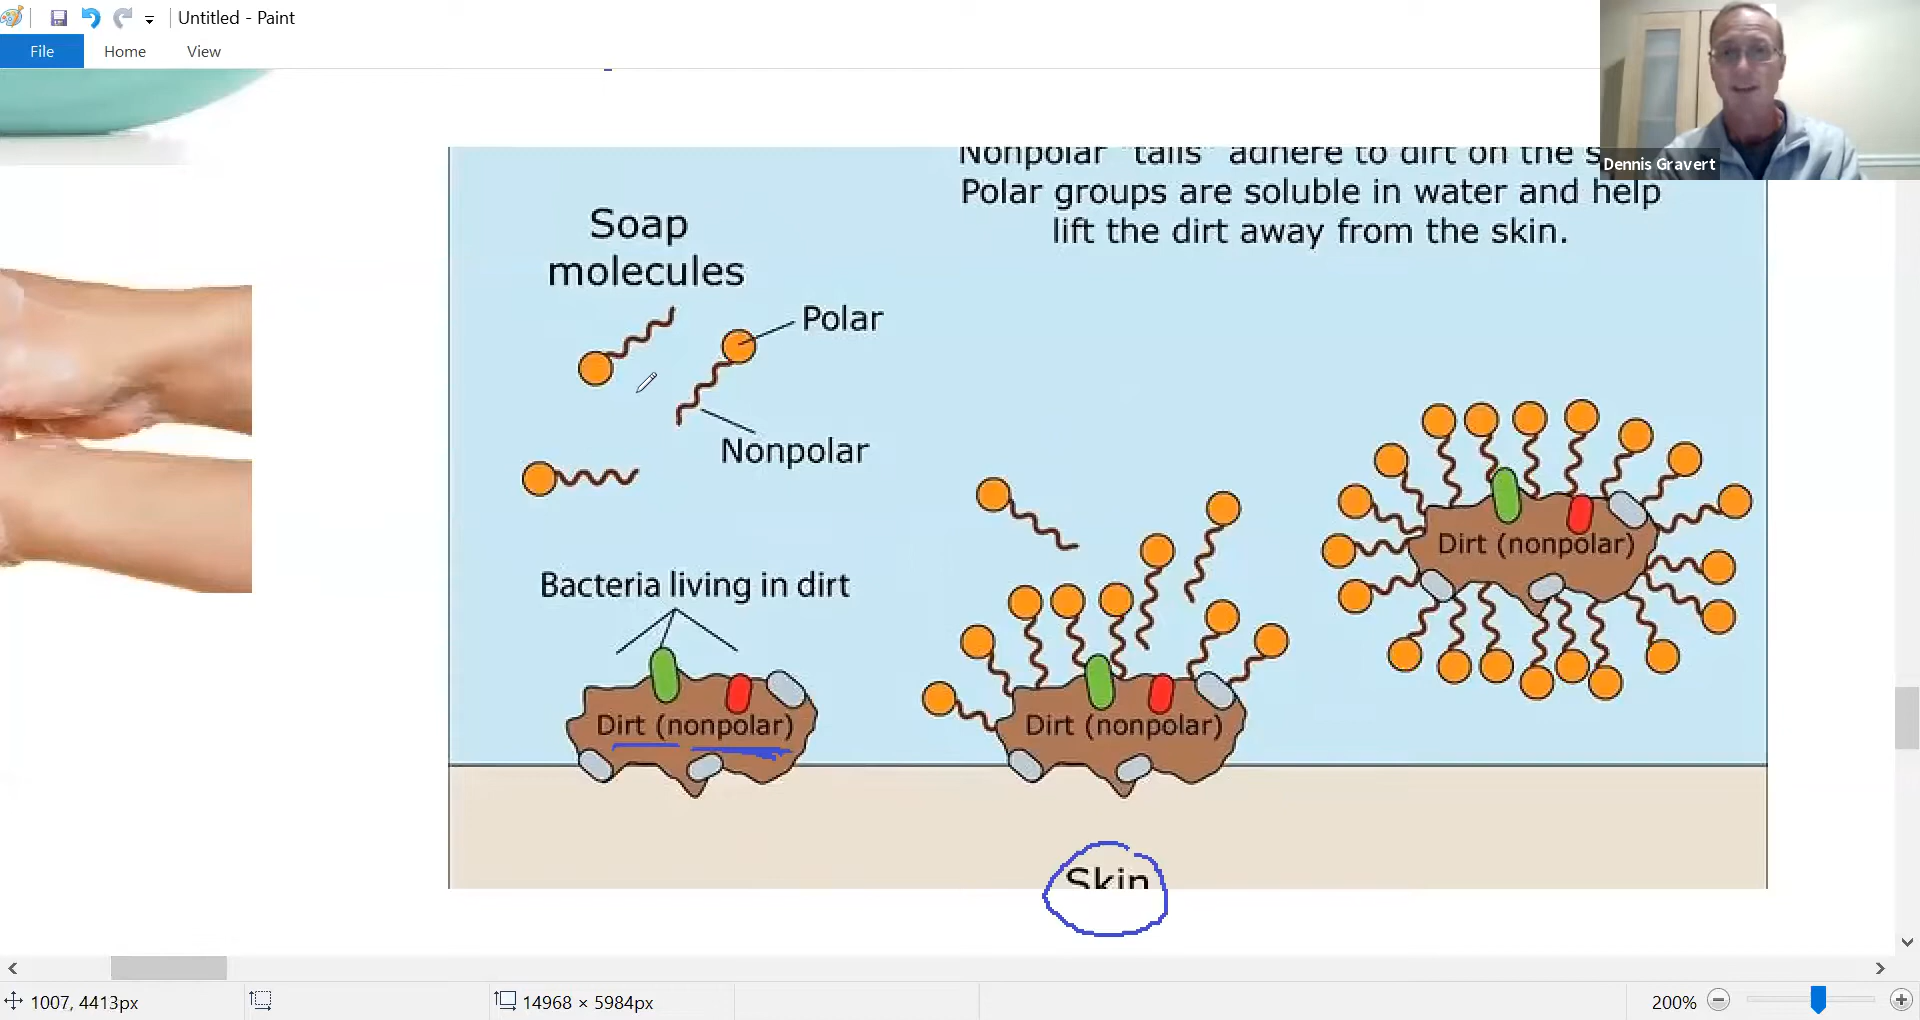 Untitled - Paint
File
Home
View
Dennis Gravert
Nonpolar "tails" adhere to dirt on the
Polar groups are soluble in water and help
lift the dirt away from the skin.
Soap
molecules
Polar
Nonpolar
Bacteria living in dirt
Dirt (nonpolar)
Dirt (nonpolar)
Dirt (nonpolar)
Skin
1007, 4413px
14968 × 5984px
200%